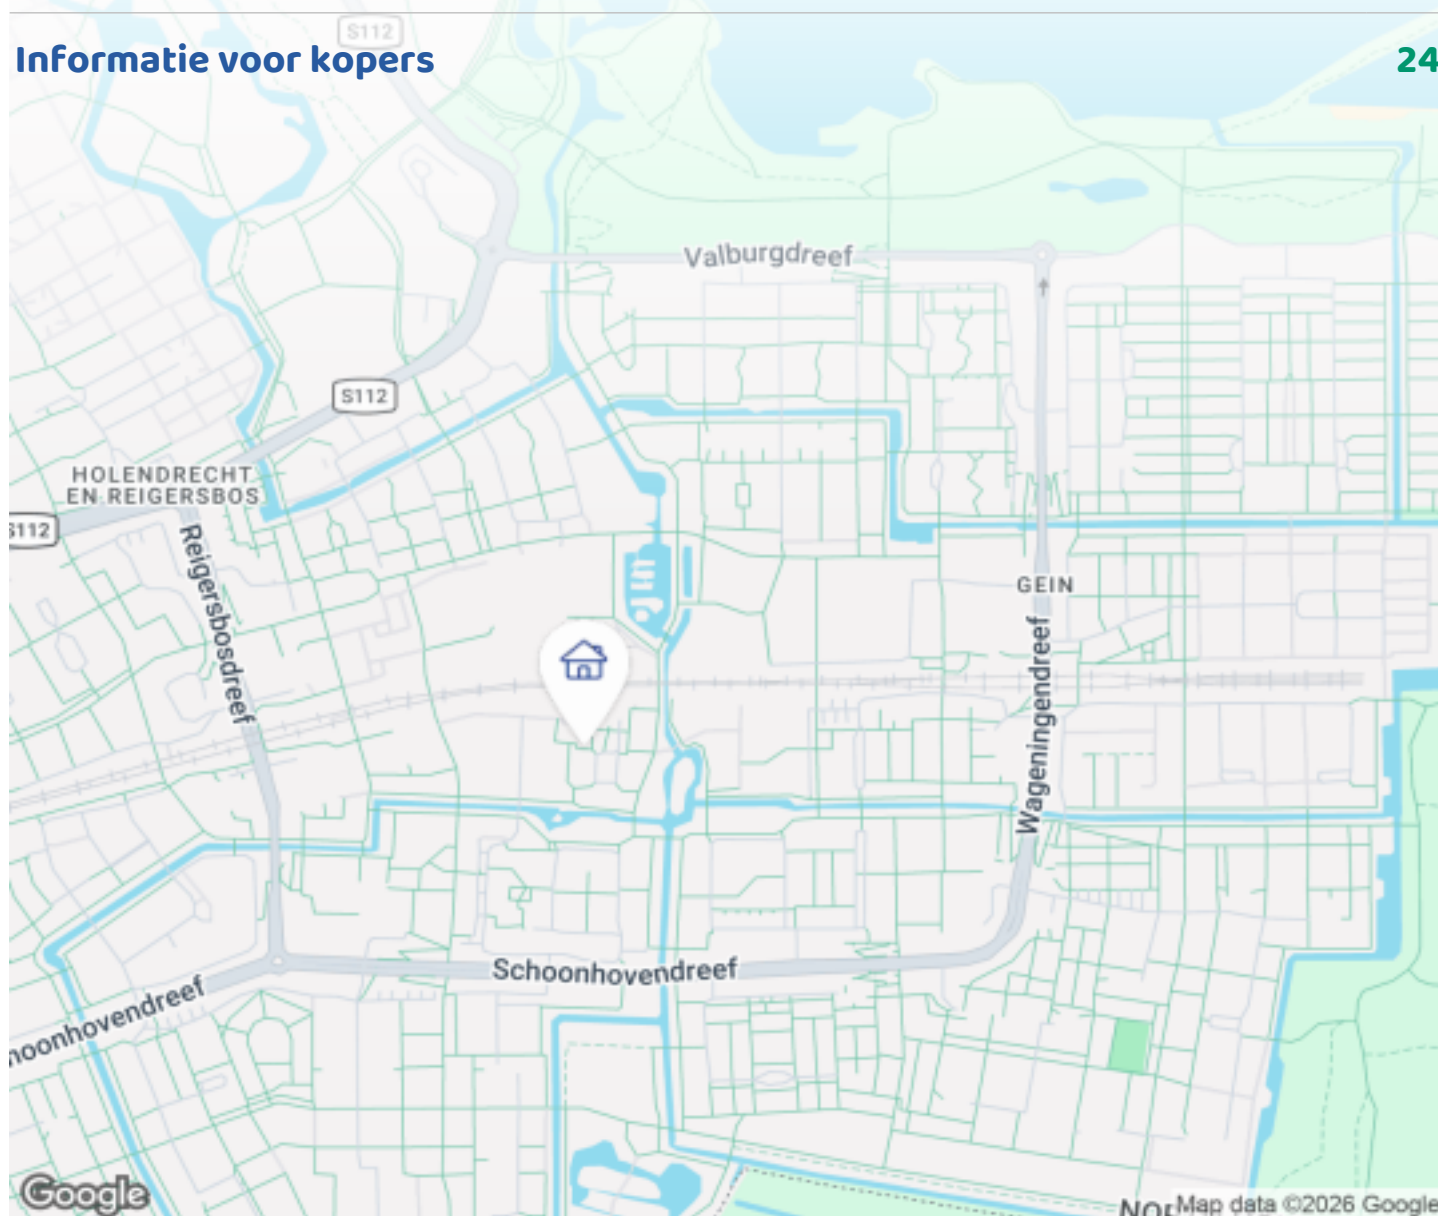 S112
Informatie voor kopers
24
Valburgdreef
S112
HOLENDRECHT
EN REIGERSBOS
S112
Reigersbosdreef
GEIN
Wageningendreef
Schoonhovendreef
hoonhovendreef
Google
Map data ©2026 Google